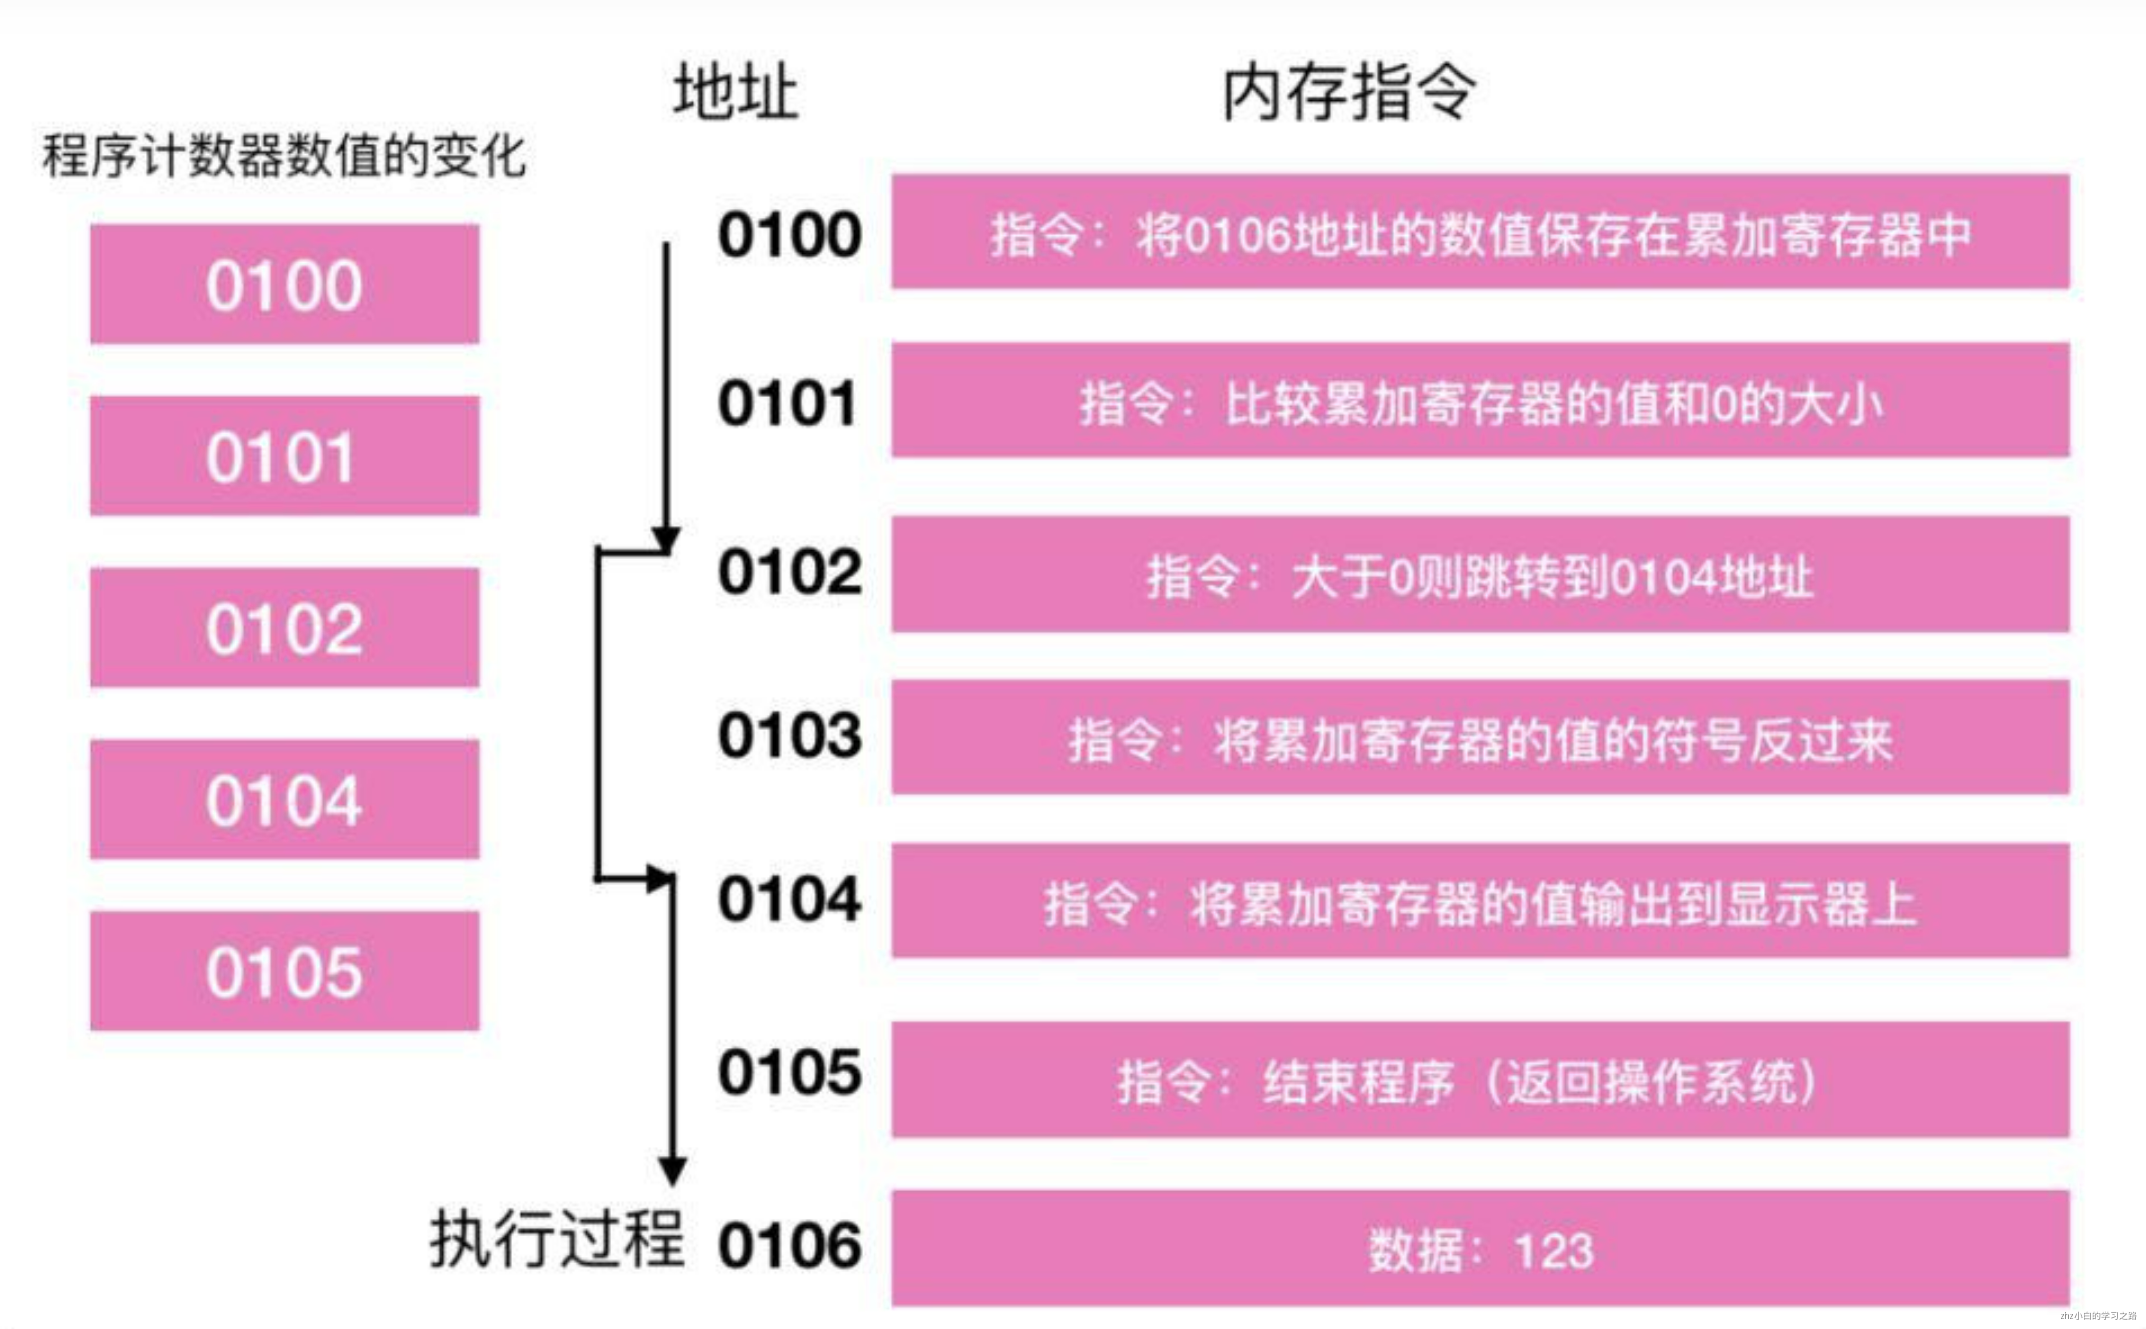 地址
内存指令
程序计数器数值的变化
0100
0101
0102
0104
0105
0100
指令：将0106地址的数值保存在累加寄存器中
0101
指令：比较累加寄存器的值和0的大小
0102
指令：大于0则跳转到0104地址
0103
指令：将累加寄存器的值的符号反过来
0104
指令：将累加寄存器的值输出到显示器上
0105
指令：结束程序（返回操作系统）
执行过程
0106
数据：123
zhz小白的学习之路